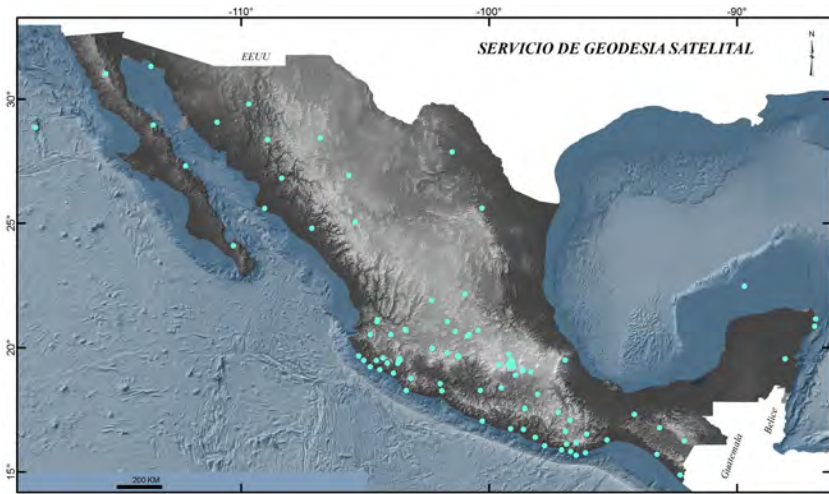 -110° -100° -90°
N
SERVICIO DE GEODESIA SATELITAL
EEUU
30°
25°
20°
Belice
Guatemala
15°
200 KM